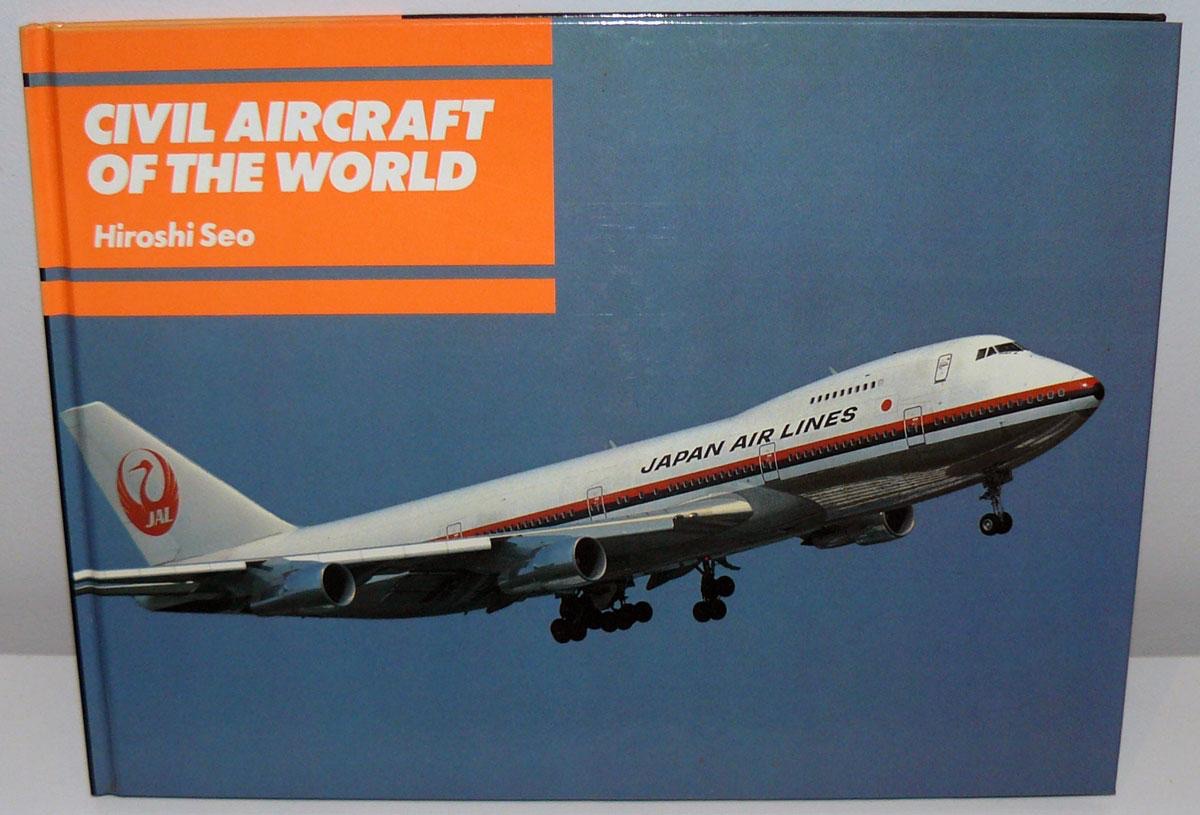 CIVIL AIRCRAFT
OF THE WORLD
Hiroshi Seo
JAPAN AIR LINES
JAL